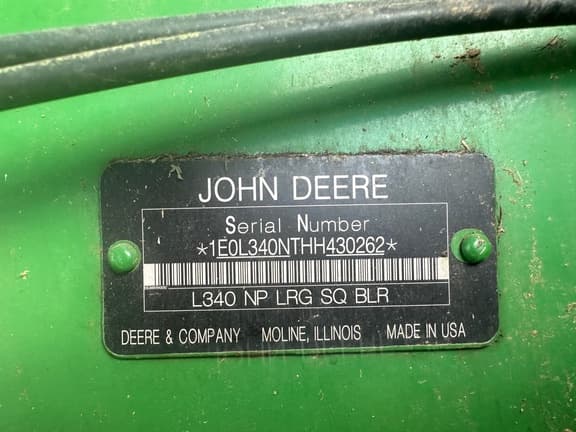 JOHN DEERE
Serial Number
*1E0L340NTHH430262*
L340 NP LRG SQ BLR
DEERE & COMPANY MOLINE, ILLINOIS MADE IN USA